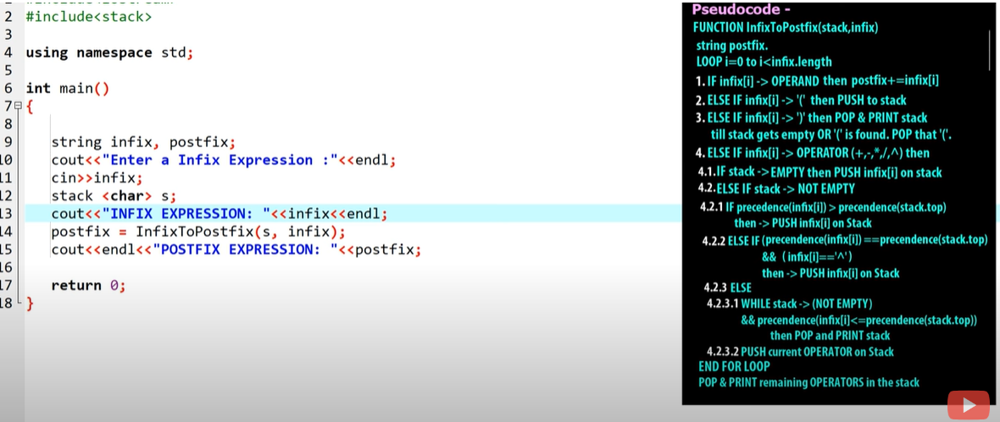 2 #include<stack>
3
4 using namespace std;
5
6 int main()
7 {
8
9 string infix, postfix;
10 cout<<"Enter a Infix Expression :"<<endl;
11 cin>>infix;
12 stack <char> s;
13 cout<<"INFIX EXPRESSION: "<<infix<<endl;
14 postfix = InfixToPostfix(s, infix);
15 cout<<endl<<"POSTFIX EXPRESSION: "<<postfix;
16
17 return 0;
18 }
Pseudocode -
FUNCTION InfixToPostfix(stack,infix)
string postfix.
LOOP i=0 to i<infix.length
1. IF infix[i] -> OPERAND then postfix+=infix[i]
2. ELSE IF infix[i] -> '(' then PUSH to stack
3. ELSE IF infix[i] -> ')' then POP & PRINT stack
till stack gets empty OR '(' is found. POP that '('.
4. ELSE IF infix[i] -> OPERATOR (+,-,*,/,^) then
4.1.IF stack -> EMPTY then PUSH infix[i] on stack
4.2.ELSE IF stack -> NOT EMPTY
4.2.1 IF precedence(infix[i]) > precendence(stack.top)
then -> PUSH infix[i] on Stack
4.2.2 ELSE IF (precendence(infix[i]) ==precendence(stack.top)
&& (infix[i]=='^')
then -> PUSH infix[i] on Stack
4.2.3 ELSE
4.2.3.1 WHILE stack -> (NOT EMPTY)
&& precendence(infix[i]<=precendence(stack.top))
then POP and PRINT stack
4.2.3.2 PUSH current OPERATOR on Stack
END FOR LOOP
POP & PRINT remaining OPERATORS in the stack